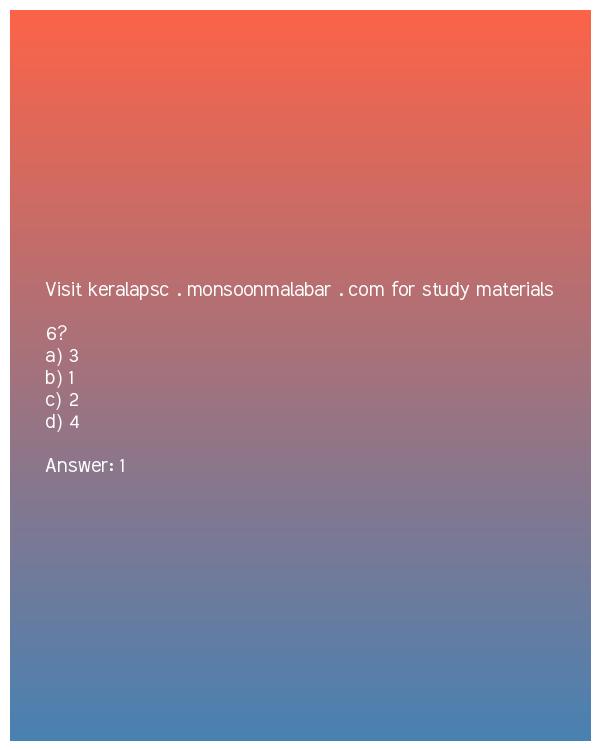 Visit keralapsc . monsoonmalabar . com for study materials
6?
a) 3
b) 1
c) 2
d) 4
Answer: 1